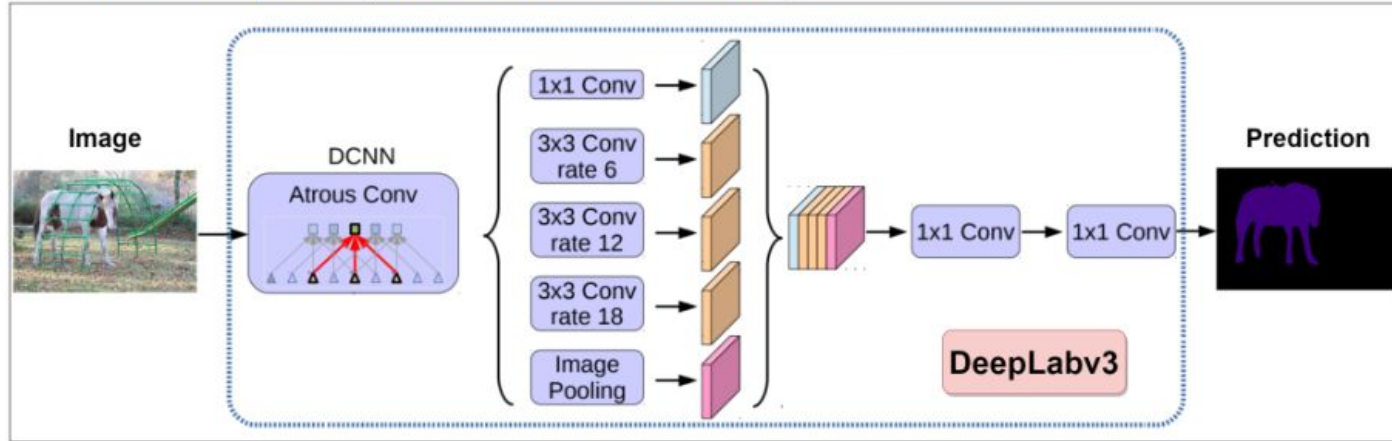 Image
DCNN
Atrous Conv
1x1 Conv
3x3 Conv
rate 6
3x3 Conv
rate 12
3x3 Conv
rate 18
Image
Pooling
1x1 Conv
1x1 Conv
DeepLabv3
Prediction